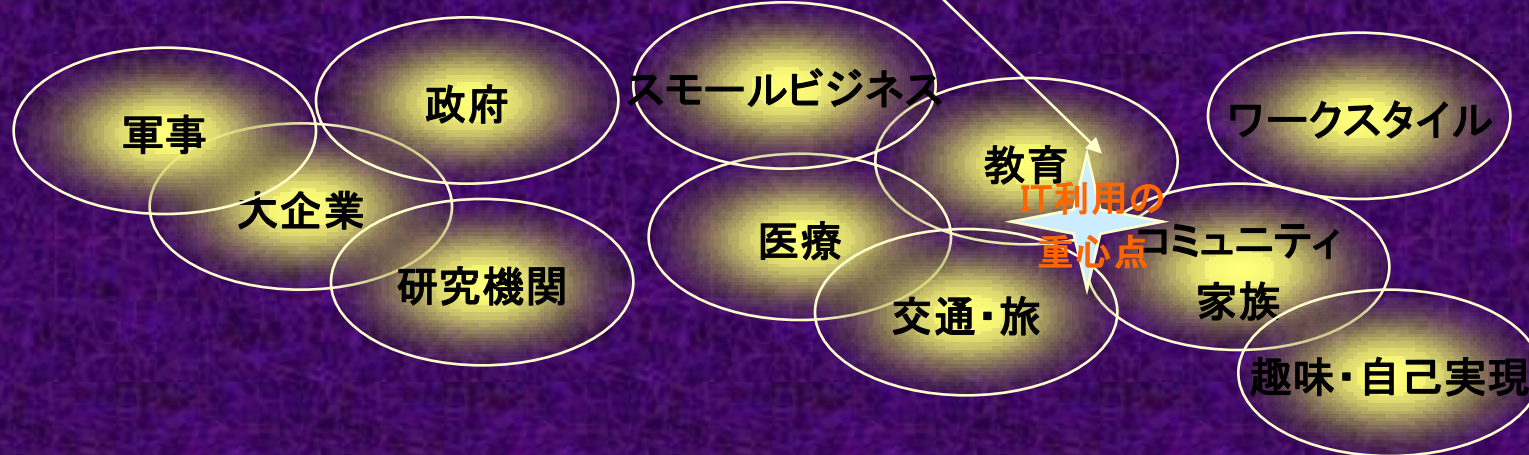 軍事
政府
大企業
研究機関
スモールビジネス
医療
教育
交通・旅
IT利用の
重心点
ワークスタイル
コミュニティ
家族
趣味・自己実現